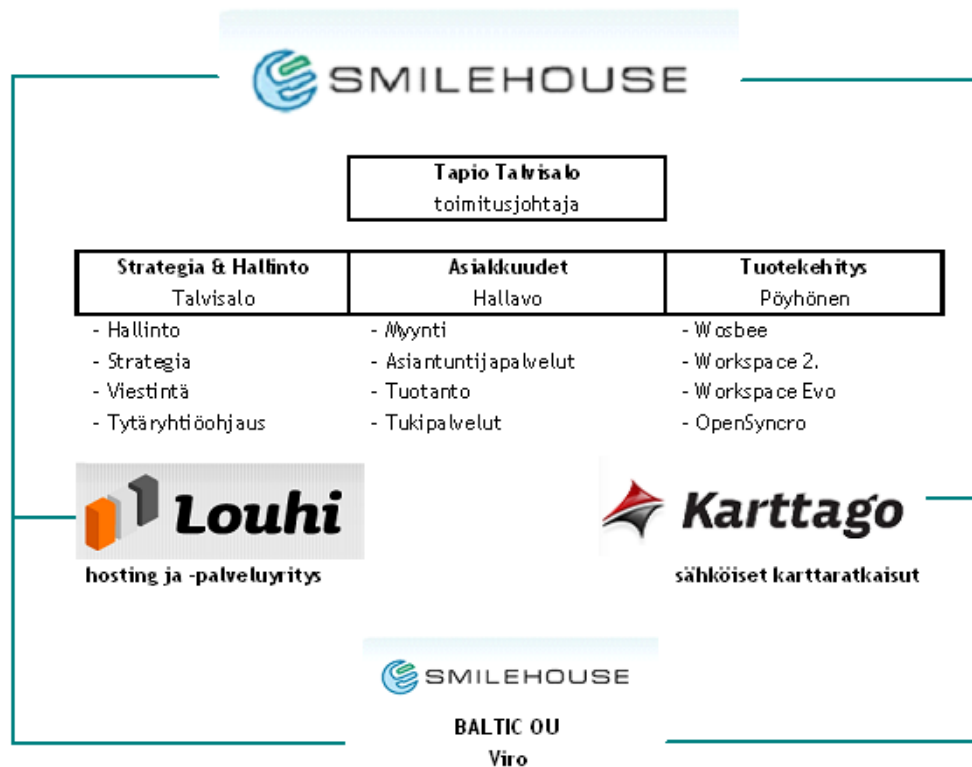 SMILEHOUSE
Tapio Talvisalo
toimitusjohtaja
Strategia & Hallinto
Talvisalo
- Hallinto
- Strategia
- Viestintä
- Tytäryhtiöohjaus
Asiakkuudet
Hallavo
- Myynti
- Asiantuntijapalvelut
- Tuotanto
- Tukipalvelut
Tuotekehitys
Pöyhönen
- Wosbee
- Workspace 2.
- Workspace Evo
- OpenSyncro
Louhi
hosting ja -palveluyritys
Karttago
sähköiset karttaratkaisut
SMILEHOUSE
BALTIC OU
Viro